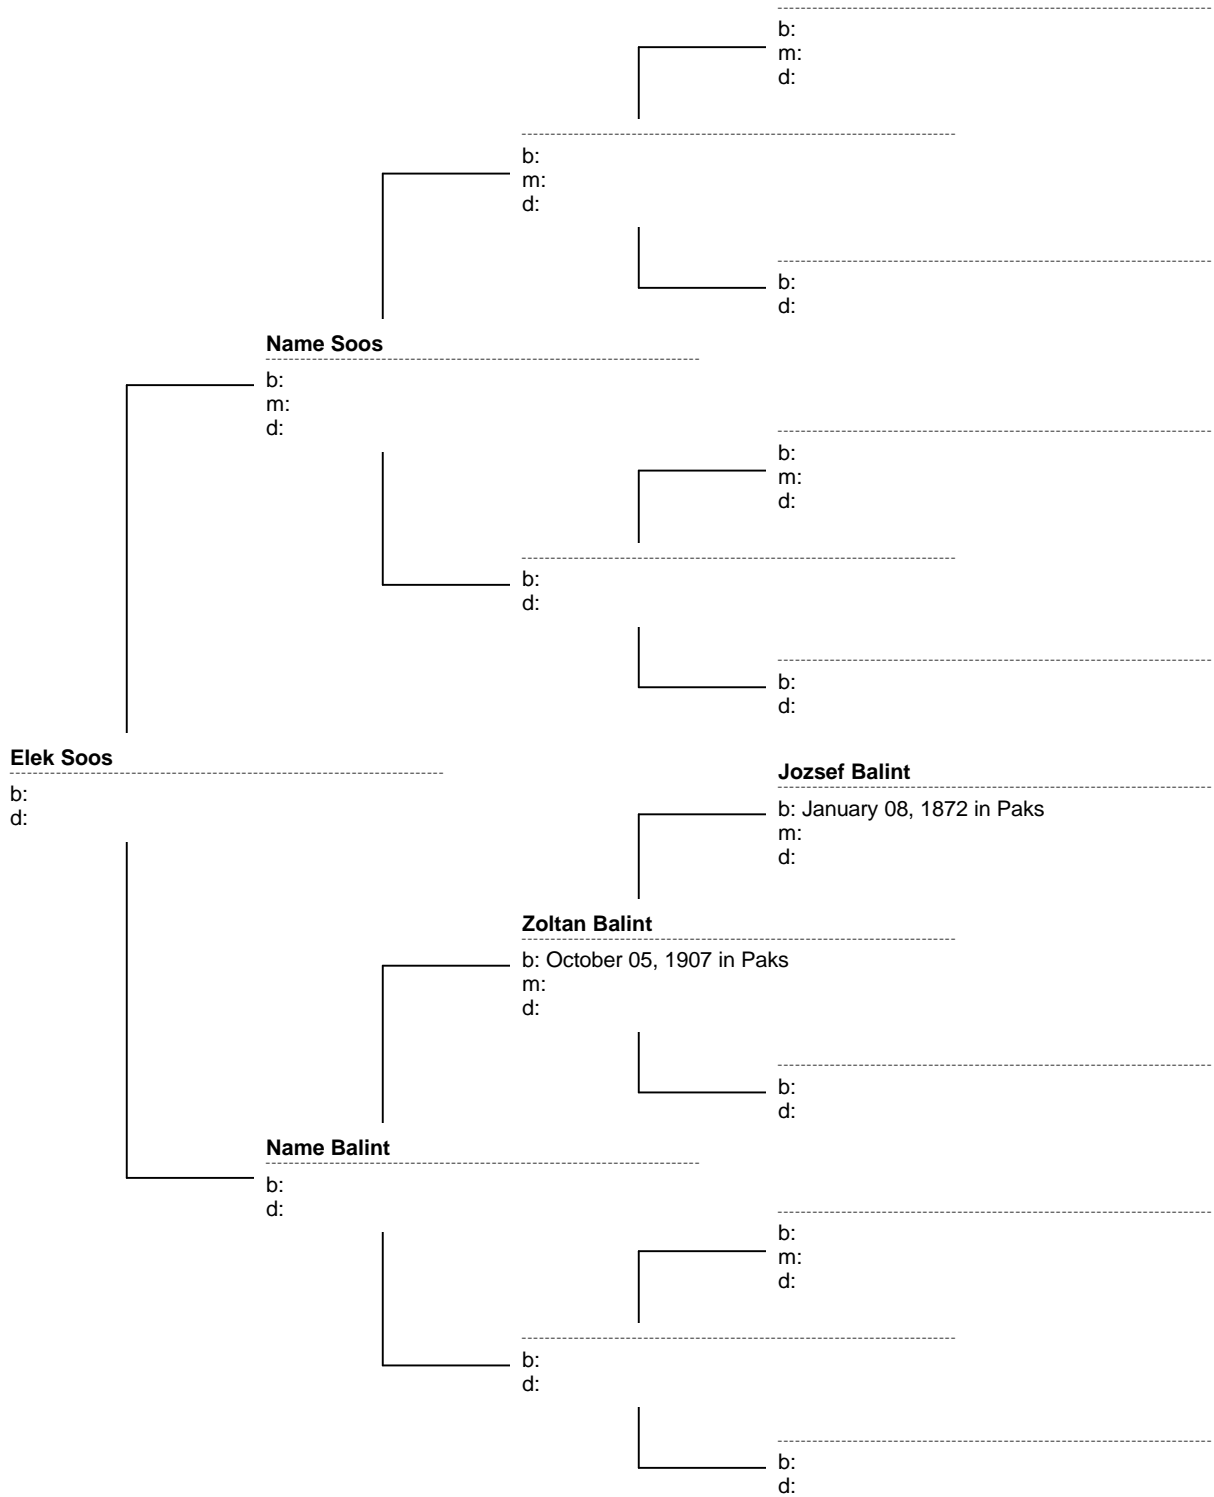 b:
m:
d:
b:
m:
d:
b:
d:
Name Soos
b:
m:
d:
b:
m:
d:
b:
d:
b:
d:
Elek Soos
b:
d:
Jozsef Balint
b: January 08, 1872 in Paks
m:
d:
Zoltan Balint
b: October 05, 1907 in Paks
m:
d:
b:
d:
Name Balint
b:
d:
b:
m:
d:
b:
d:
b:
d: